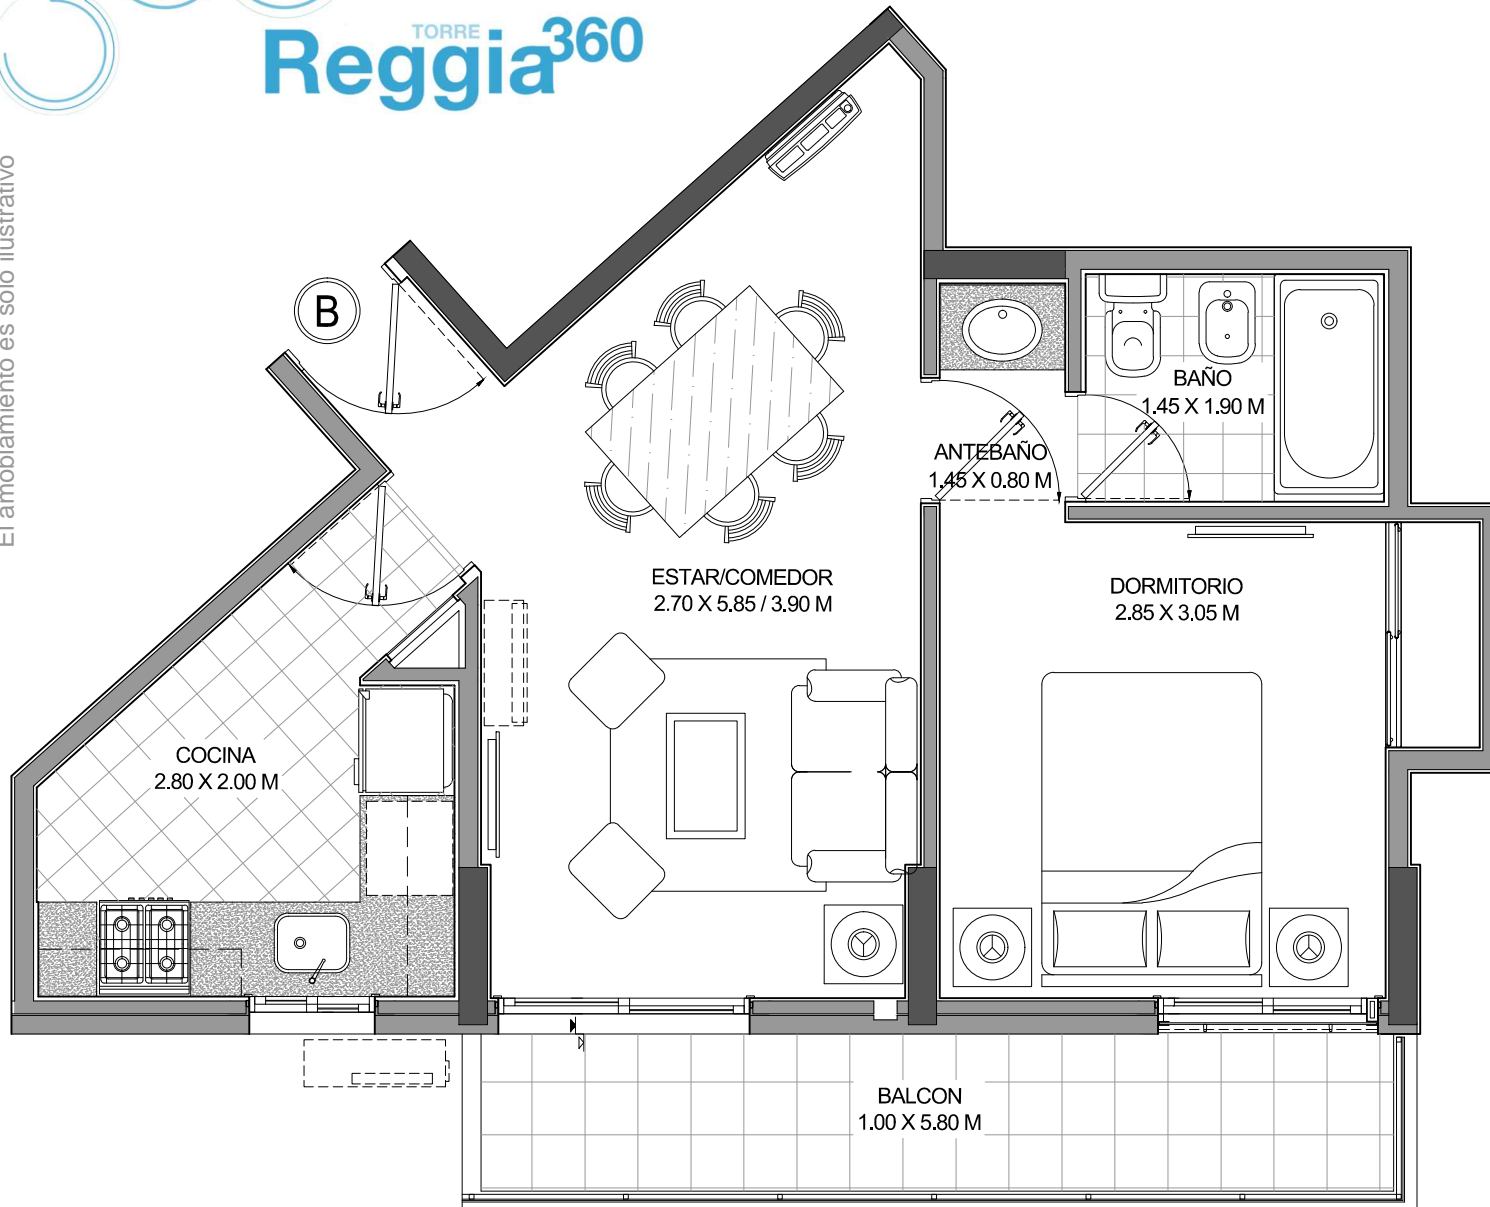 TORRE
Reggia360
El amoblamiento es solo ilustrativo
B
BAÑO
1.45 X 1.90 M
ANTEBAÑO
1.45 X 0.80 M
ESTAR/COMEDOR
2.70 X 5.85 / 3.90 M
DORMITORIO
2.85 X 3.05 M
COCINA
2.80 X 2.00 M
BALCON
1.00 X 5.80 M